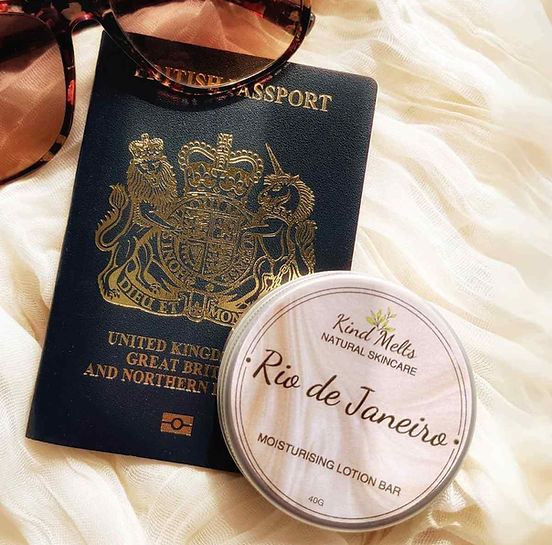 BRITISH PASSPORT
DIEU ET MON
UNITED KINGD
GREAT BRIT
AND NORTHERN
Kind Melts
NATURAL SKINCARE
Rio de Janeiro
MOISTURISING LOTION BAR
40G